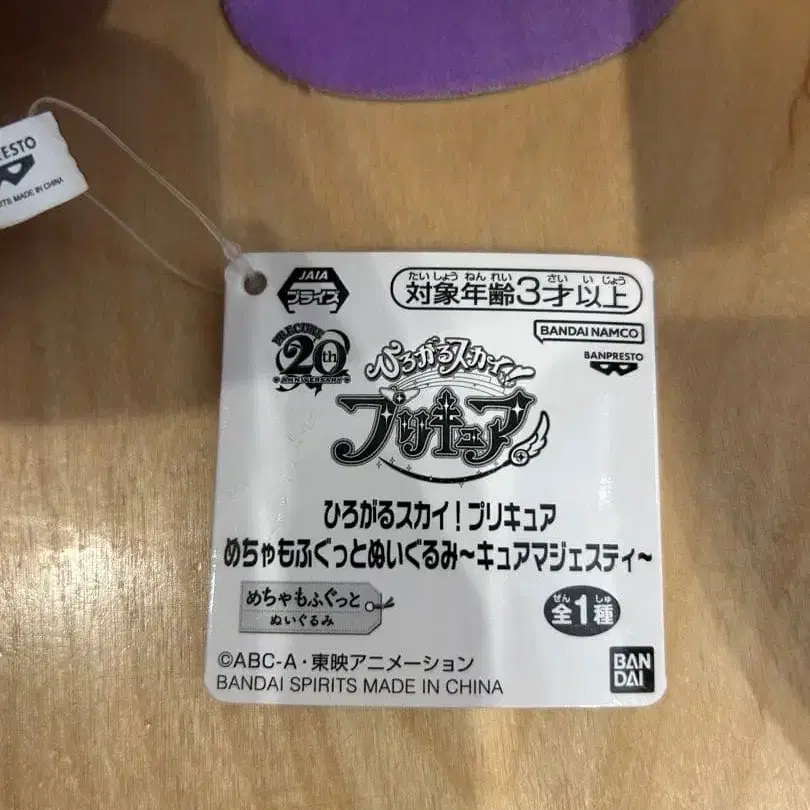 RESTO
ITS MADE IN CHINA
JAIA
プライズ
たいしょうねんれい さい いじょう
対象年齢3才以上
PRECURE
20th
ANNIVERSARY
BANDAI NAMCO
BANPRESTO
ひろがるスカイ!
プリキュア
ひろがるスカイ!プリキュア
めちゃもふぐっとぬいぐるみ~キュアマジェスティ~
めちゃもふぐっと
ぬいぐるみ
ぜん しゅ
全1種
©ABC-A・東映アニメーション
BANDAI SPIRITS MADE IN CHINA
BAN
DAI